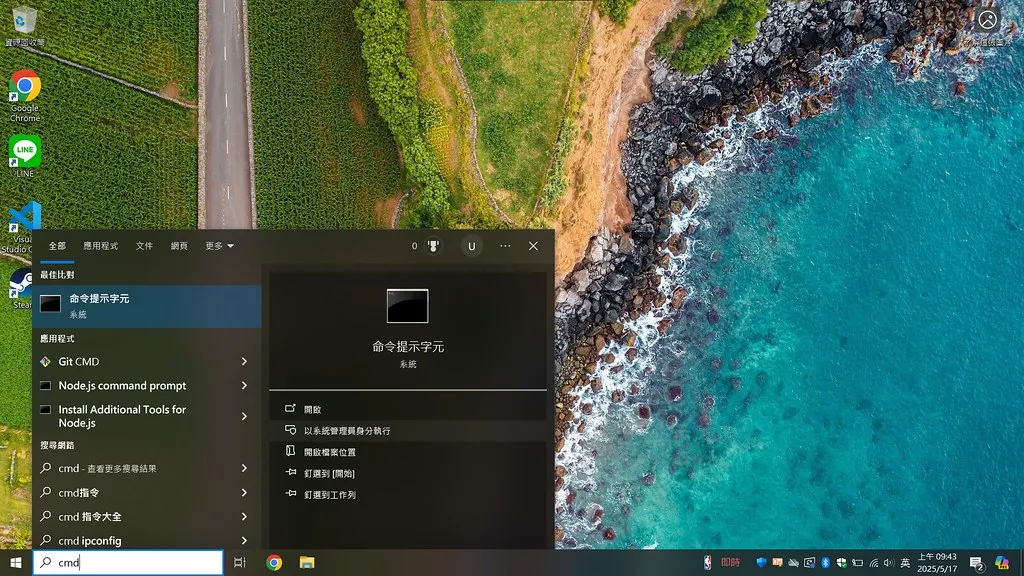 資源回收筒
Google
Chrome
LINE
LINE
Visual
Studio C
Steam
全部
應用程式
文件
網頁
更多
0
U
最佳比對
命令提示字元
系統
應用程式
Git CMD
Node.js command prompt
Install Additional Tools for
Node.js
搜尋網路
cmd - 查看更多搜尋結果
cmd指令
cmd 指令大全
cmd ipconfig
命令提示字元
系統
開啟
以系統管理員身分執行
開啟檔案位置
釘選到 [開始]
釘選到工作列
cmd
即時
英
上午 09:43
2025/5/17
2